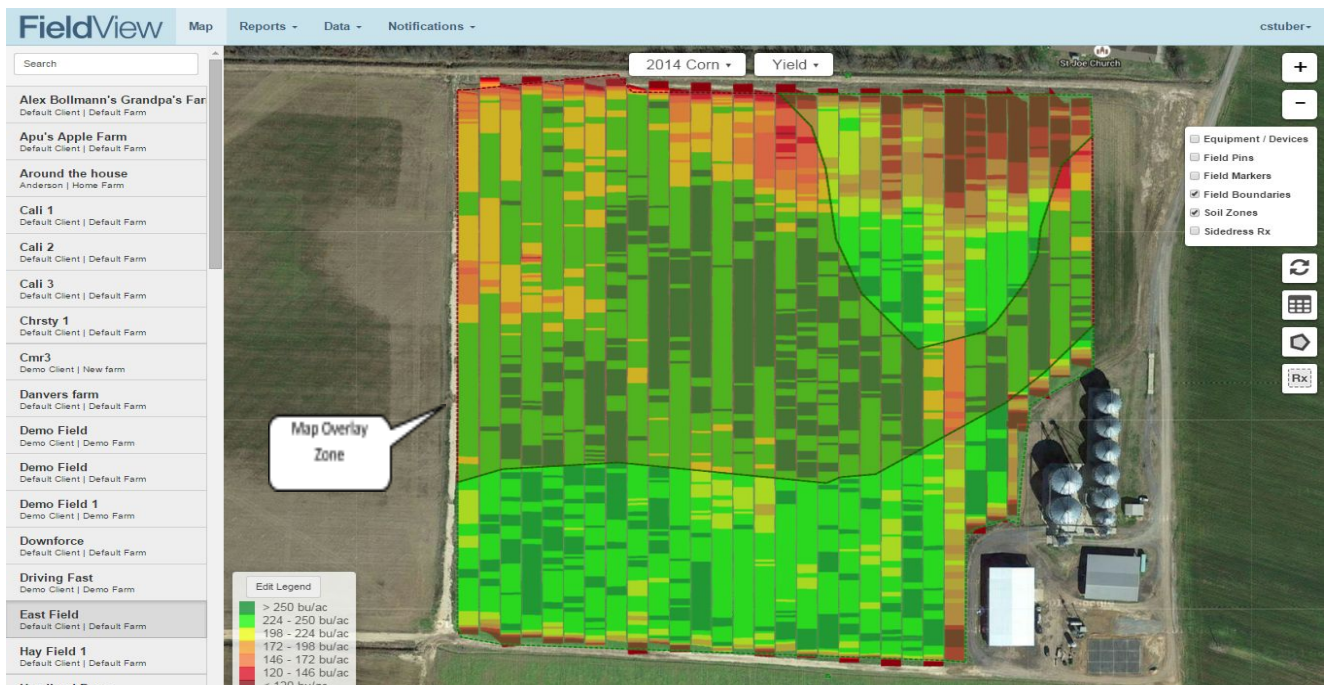 FieldView
Map
Reports
Data
Notifications
cstuber
Search
Alex Bollmann's Grandpa's Far
Default Client | Default Farm
Apu's Apple Farm
Default Client | Default Farm
Around the house
Anderson | Home Farm
Cali 1
Default Client | Default Farm
Cali 2
Default Client | Default Farm
Cali 3
Default Client | Default Farm
Chrsty 1
Default Client | Default Farm
Cmr3
Demo Client | New farm
Danvers farm
Default Client | Default Farm
Demo Field
Demo Client | Demo Farm
Demo Field
Default Client | Default Farm
Demo Field 1
Demo Client | Demo Farm
Downforce
Default Client | Default Farm
Driving Fast
Demo Client | Demo Farm
East Field
Default Client | Default Farm
Hay Field 1
Default Client | Default Farm
2014 Corn
Yield
St Joe Church
+
−
Equipment / Devices
Field Pins
Field Markers
Field Boundaries
Soil Zones
Sidedress Rx
Rx
Map Overlay
Zone
Edit Legend
> 250 bu/ac
224 - 250 bu/ac
198 - 224 bu/ac
172 - 198 bu/ac
146 - 172 bu/ac
120 - 146 bu/ac
< 120 bu/ac